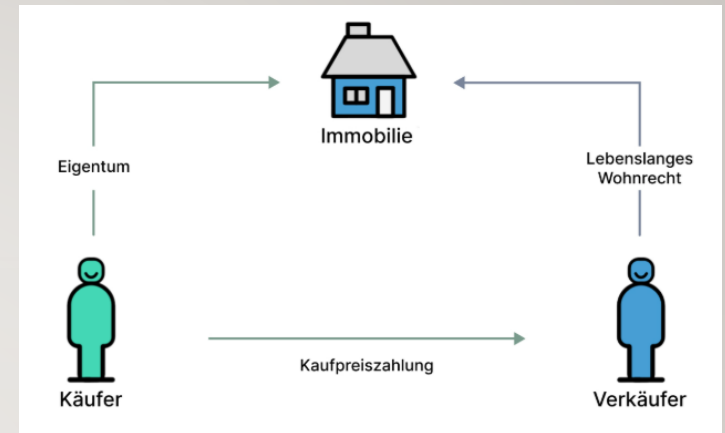 Immobilie
Eigentum
Lebenslanges
Wohnrecht
Kaufpreiszahlung
Käufer
Verkäufer